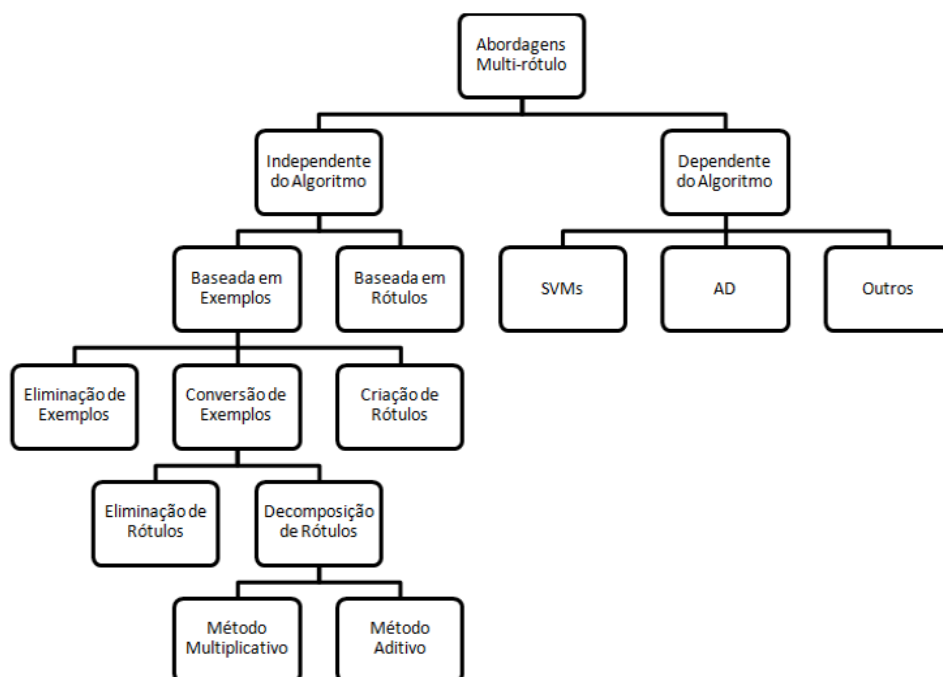 Abordagens
Multi-rótulo
Independente
do Algoritmo
Dependente
do Algoritmo
Baseada em
Exemplos
Baseada em
Rótulos
SVMs
AD
Outros
Eliminação de
Exemplos
Conversão de
Exemplos
Criação de
Rótulos
Eliminação de
Rótulos
Decomposição
de Rótulos
Método
Multiplicativo
Método
Aditivo